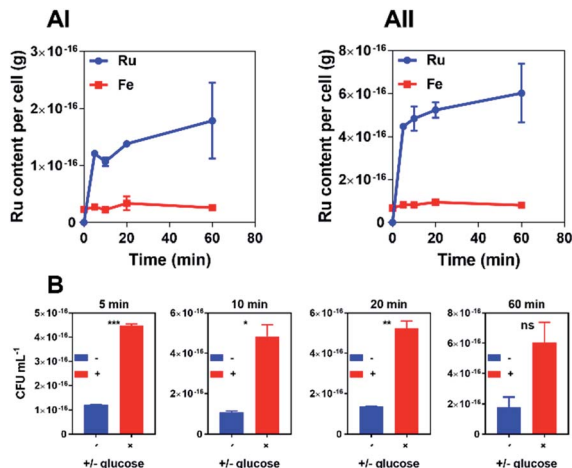 AI
Ru content per cell (g)
3×10⁻¹⁶
2×10⁻¹⁶
1×10⁻¹⁶
0
Ru
Fe
0 20 40 60 80
Time (min)
AII
Ru content per cell (g)
8×10⁻¹⁶
6×10⁻¹⁶
4×10⁻¹⁶
2×10⁻¹⁶
0
Ru
Fe
0 20 40 60 80
Time (min)
B
CFU mL⁻¹
5 min
5×10⁻¹⁶
4×10⁻¹⁶
3×10⁻¹⁶
2×10⁻¹⁶
1×10⁻¹⁶
0
***
-
+
- +
+/- glucose
10 min
6×10⁻¹⁶
4×10⁻¹⁶
2×10⁻¹⁶
0
*
-
+
- +
+/- glucose
20 min
6×10⁻¹⁶
4×10⁻¹⁶
2×10⁻¹⁶
0
**
-
+
- +
+/- glucose
60 min
8×10⁻¹⁶
6×10⁻¹⁶
4×10⁻¹⁶
2×10⁻¹⁶
0
ns
-
+
- +
+/- glucose